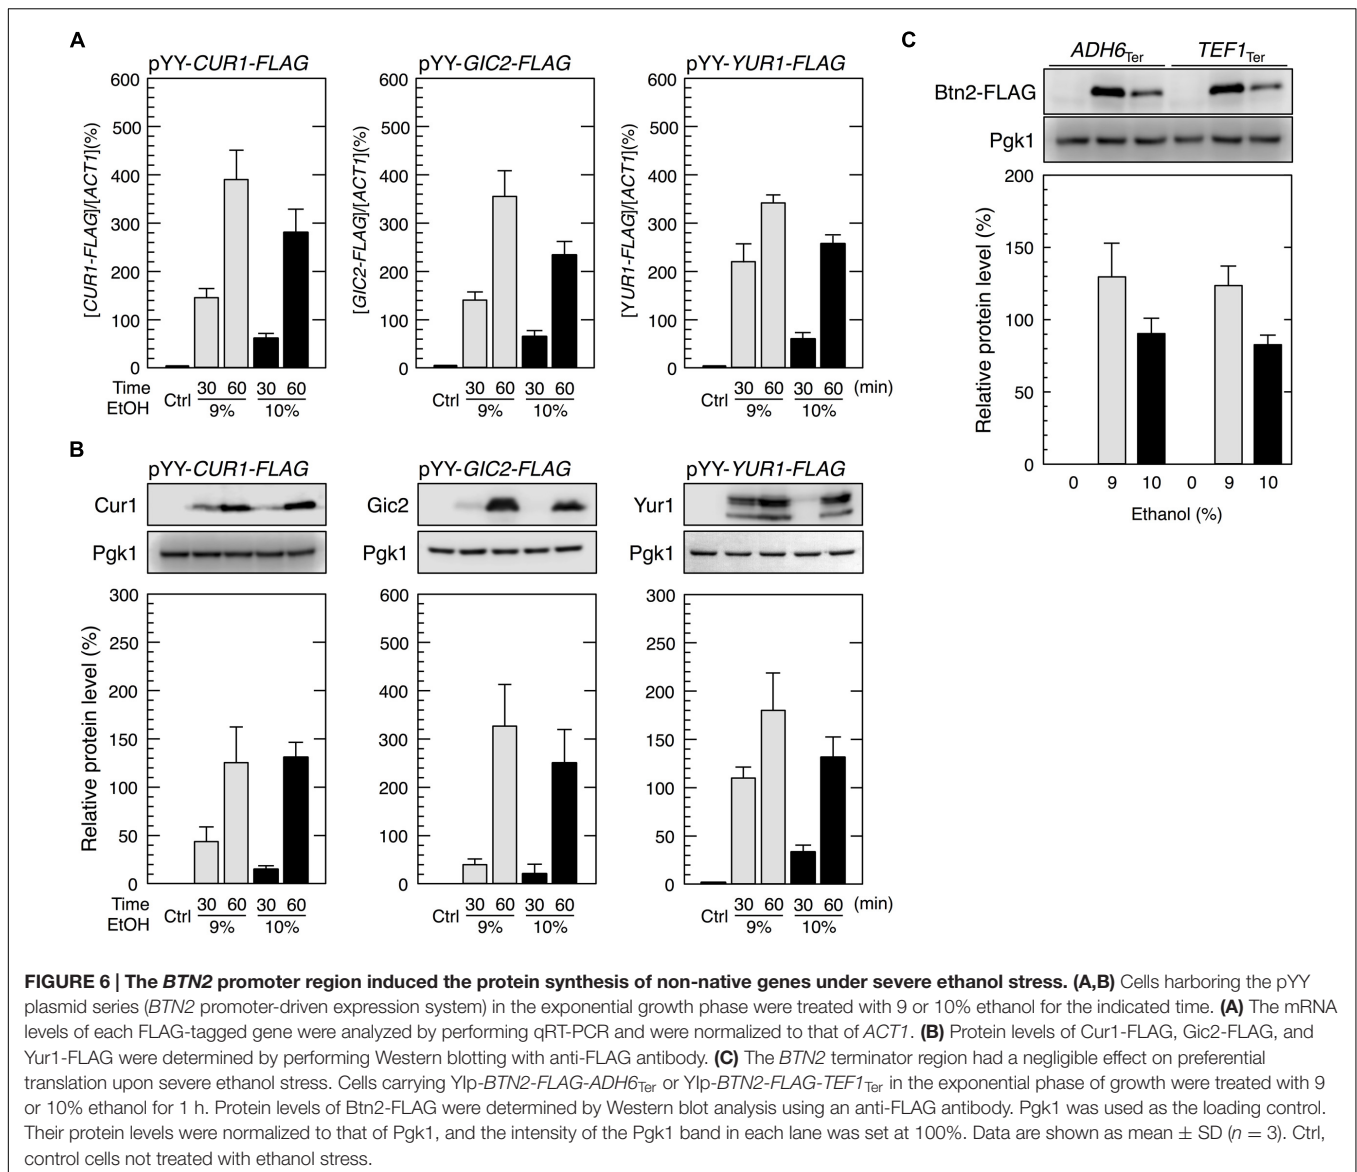 A
pYY-CUR1-FLAG
pYY-GIC2-FLAG
pYY-YUR1-FLAG
[CUR1-FLAG]/[ACT1](%)
600
500
400
300
200
100
0
[GIC2-FLAG]/[ACT1](%)
600
500
400
300
200
100
0
[YUR1-FLAG]/[ACT1](%)
600
500
400
300
200
100
0
Time
EtOH
Ctrl
30 60 30 60
9% 10%
Ctrl
30 60 30 60
9% 10%
Ctrl
30 60 30 60 (min)
9% 10%
B
pYY-CUR1-FLAG
pYY-GIC2-FLAG
pYY-YUR1-FLAG
Cur1
Pgk1
Gic2
Pgk1
Yur1
Pgk1
Relative protein level (%)
300
250
200
150
100
50
0
600
500
400
300
200
100
0
300
250
200
150
100
50
0
Time
EtOH
Ctrl
30 60 30 60
9% 10%
Ctrl
30 60 30 60
9% 10%
Ctrl
30 60 30 60 (min)
9% 10%
C
ADH6Ter TEF1Ter
Btn2-FLAG
Pgk1
Relative protein level (%)
200
150
100
50
0
0 9 10 0 9 10
Ethanol (%)
FIGURE 6 | The BTN2 promoter region induced the protein synthesis of non-native genes under severe ethanol stress. (A,B) Cells harboring the pYY
plasmid series (BTN2 promoter-driven expression system) in the exponential growth phase were treated with 9 or 10% ethanol for the indicated time. (A) The mRNA
levels of each FLAG-tagged gene were analyzed by performing qRT-PCR and were normalized to that of ACT1. (B) Protein levels of Cur1-FLAG, Gic2-FLAG, and
Yur1-FLAG were determined by performing Western blotting with anti-FLAG antibody. (C) The BTN2 terminator region had a negligible effect on preferential
translation upon severe ethanol stress. Cells carrying YIp-BTN2-FLAG-ADH6Ter or YIp-BTN2-FLAG-TEF1Ter in the exponential phase of growth were treated with 9
or 10% ethanol for 1 h. Protein levels of Btn2-FLAG were determined by Western blot analysis using an anti-FLAG antibody. Pgk1 was used as the loading control.
Their protein levels were normalized to that of Pgk1, and the intensity of the Pgk1 band in each lane was set at 100%. Data are shown as mean ± SD (n = 3). Ctrl,
control cells not treated with ethanol stress.